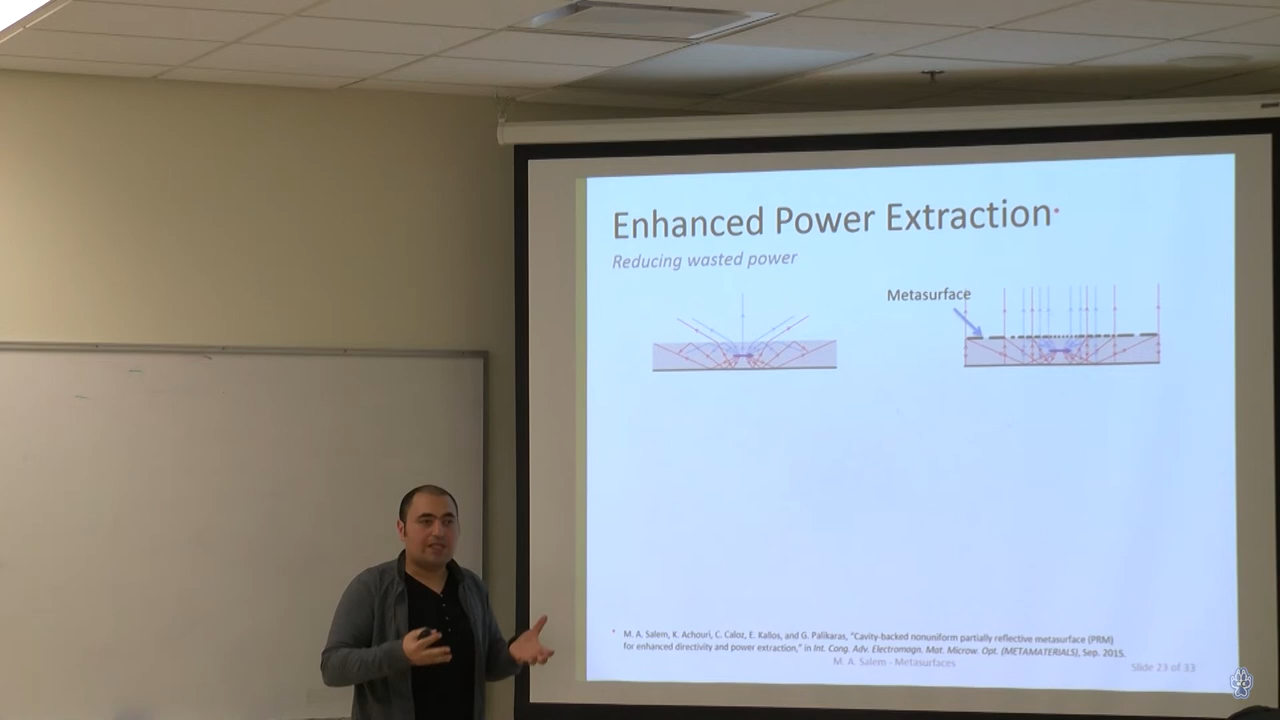 Enhanced Power Extraction*
Reducing wasted power
Metasurface
* M. A. Salem, K. Achouri, C. Caloz, E. Kallos, and G. Palikaras, "Cavity-backed nonuniform partially reflective metasurface (PRM)
for enhanced directivity and power extraction," in Int. Cong. Adv. Electromagn. Mat. Microw. Opt. (METAMATERIALS), Sep. 2015.
M. A. Salem - Metasurfaces
Slide 23 of 33